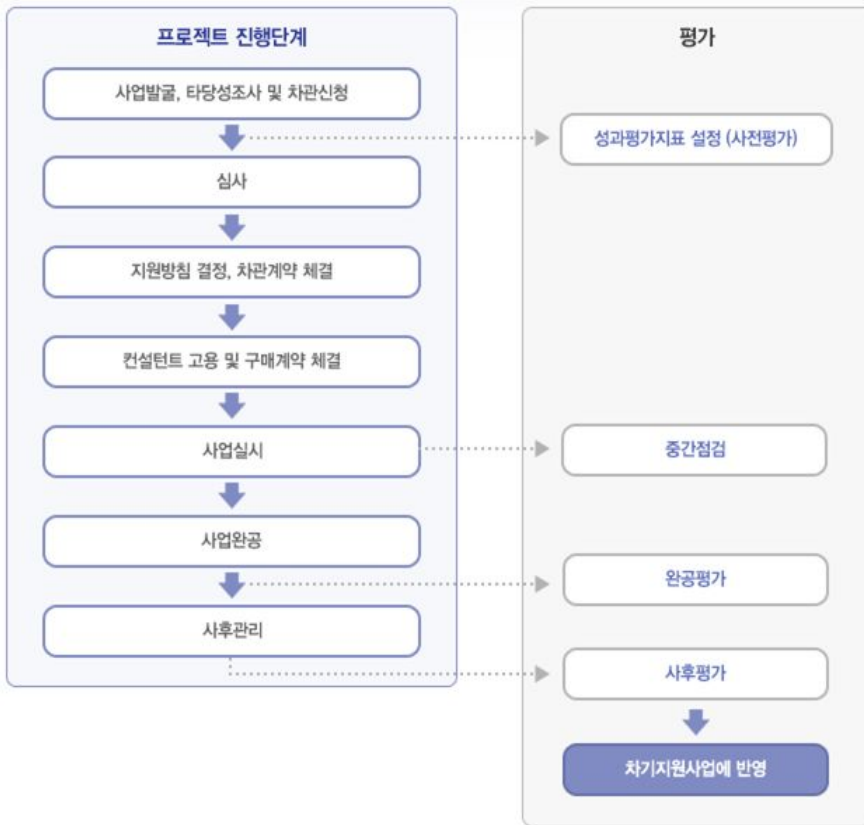 프로젝트 진행단계
사업발굴, 타당성조사 및 차관신청
심사
지원방침 결정, 차관계약 체결
컨설턴트 고용 및 구매계약 체결
사업실시
사업완공
사후관리
평가
성과평가지표 설정 (사전평가)
중간점검
완공평가
사후평가
차기지원사업에 반영